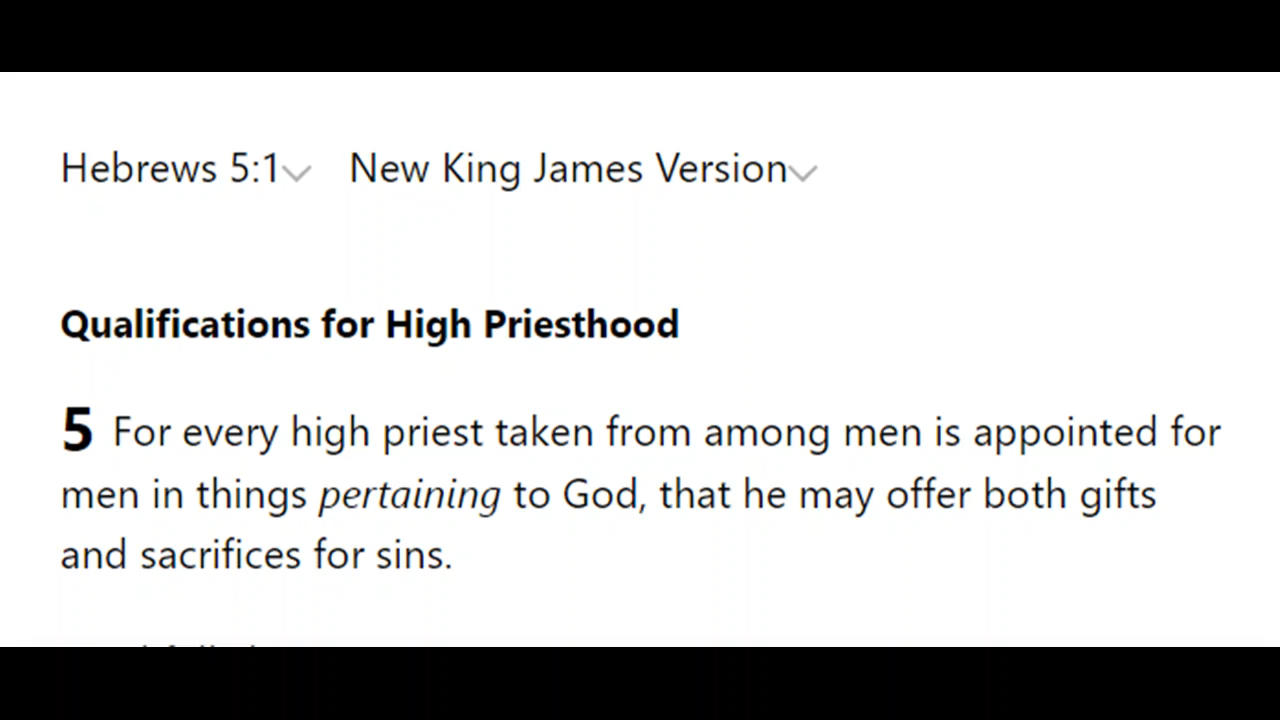 Hebrews 5:1 New King James Version
Qualifications for High Priesthood
5 For every high priest taken from among men is appointed for
men in things pertaining to God, that he may offer both gifts
and sacrifices for sins.